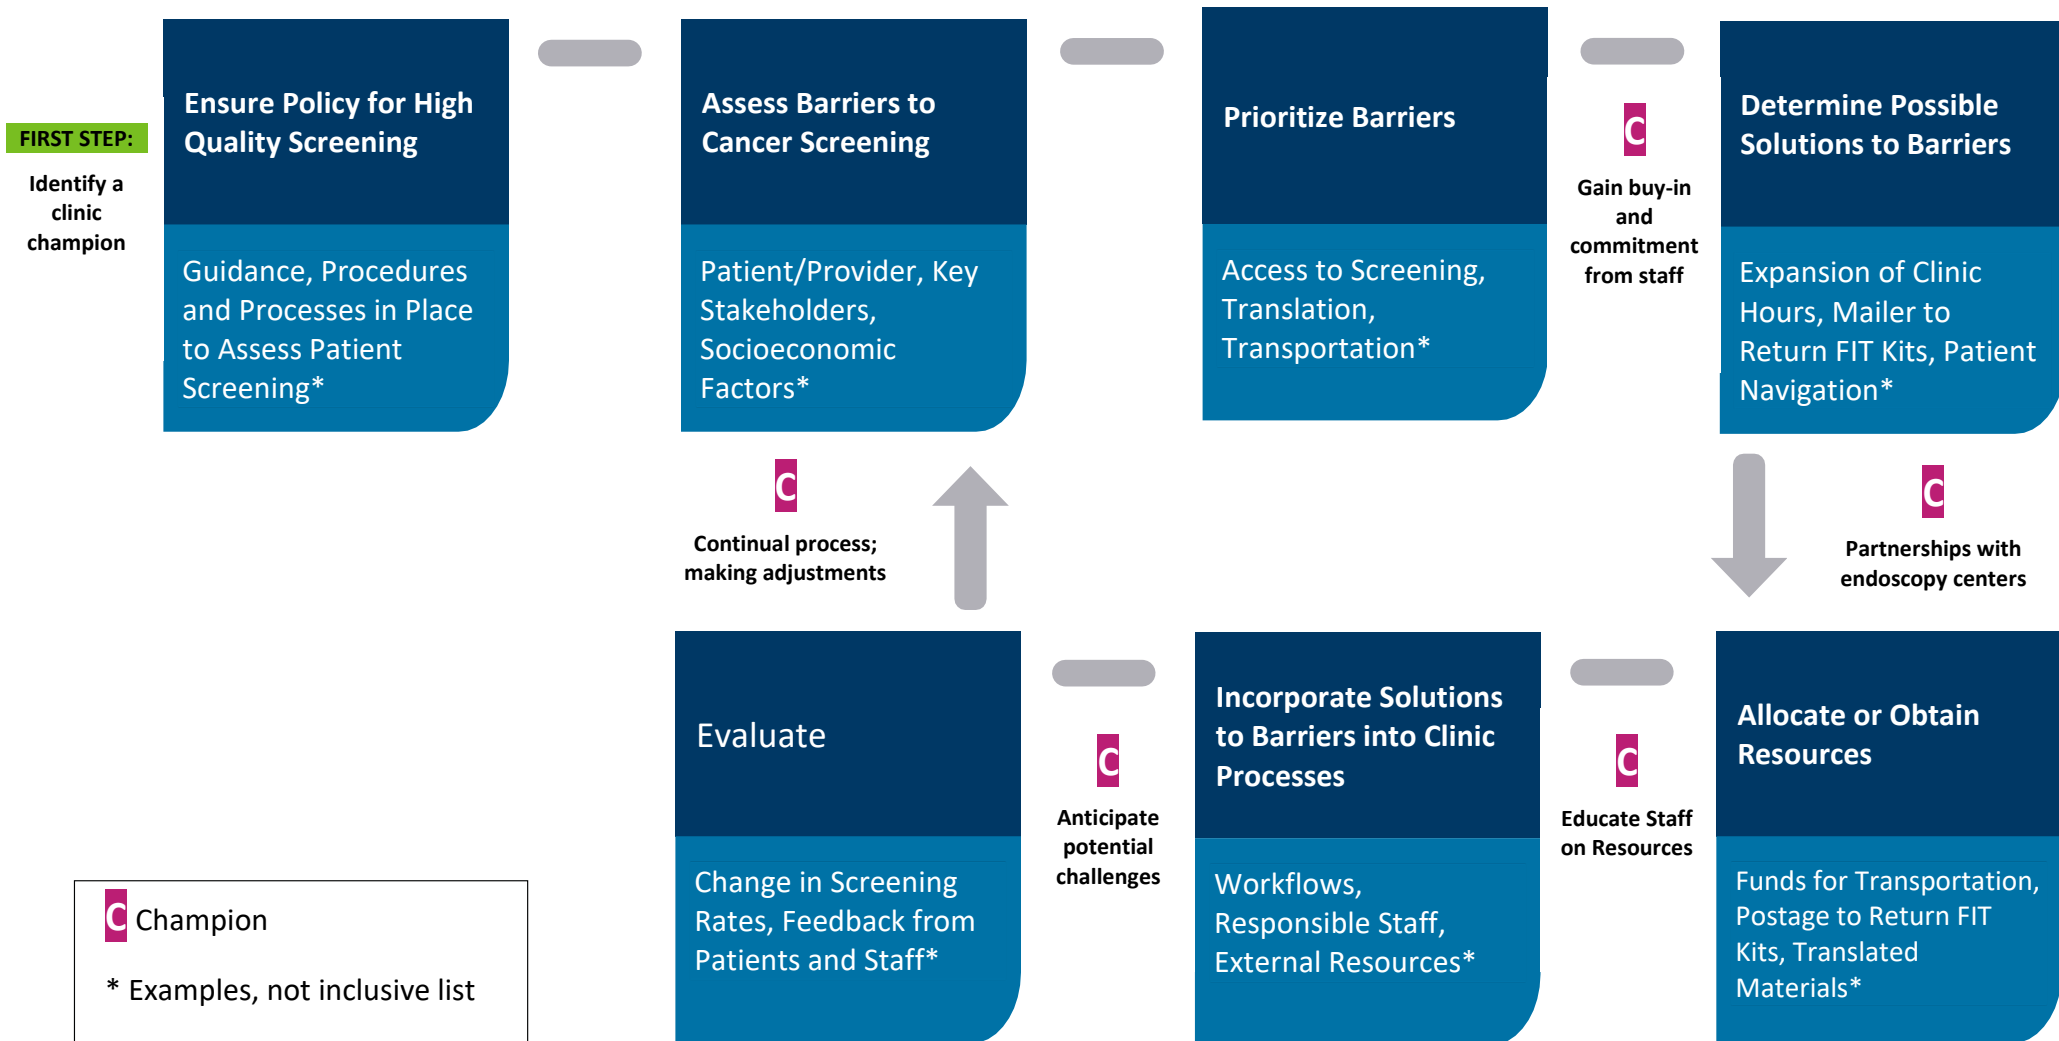 FIRST STEP:
Identify a
clinic
champion
Ensure Policy for High
Quality Screening
Guidance, Procedures
and Processes in Place
to Assess Patient
Screening*
Assess Barriers to
Cancer Screening
Patient/Provider, Key
Stakeholders,
Socioeconomic
Factors*
Prioritize Barriers
Access to Screening,
Translation,
Transportation*
C
Gain buy-in
and
commitment
from staff
Determine Possible
Solutions to Barriers
Expansion of Clinic
Hours, Mailer to
Return FIT Kits, Patient
Navigation*
C
Partnerships with
endoscopy centers
Allocate or Obtain
Resources
Funds for Transportation,
Postage to Return FIT
Kits, Translated
Materials*
C
Educate Staff
on Resources
Incorporate Solutions
to Barriers into Clinic
Processes
Workflows,
Responsible Staff,
External Resources*
C
Anticipate
potential
challenges
Evaluate
Change in Screening
Rates, Feedback from
Patients and Staff*
C
Continual process;
making adjustments
C Champion
* Examples, not inclusive list